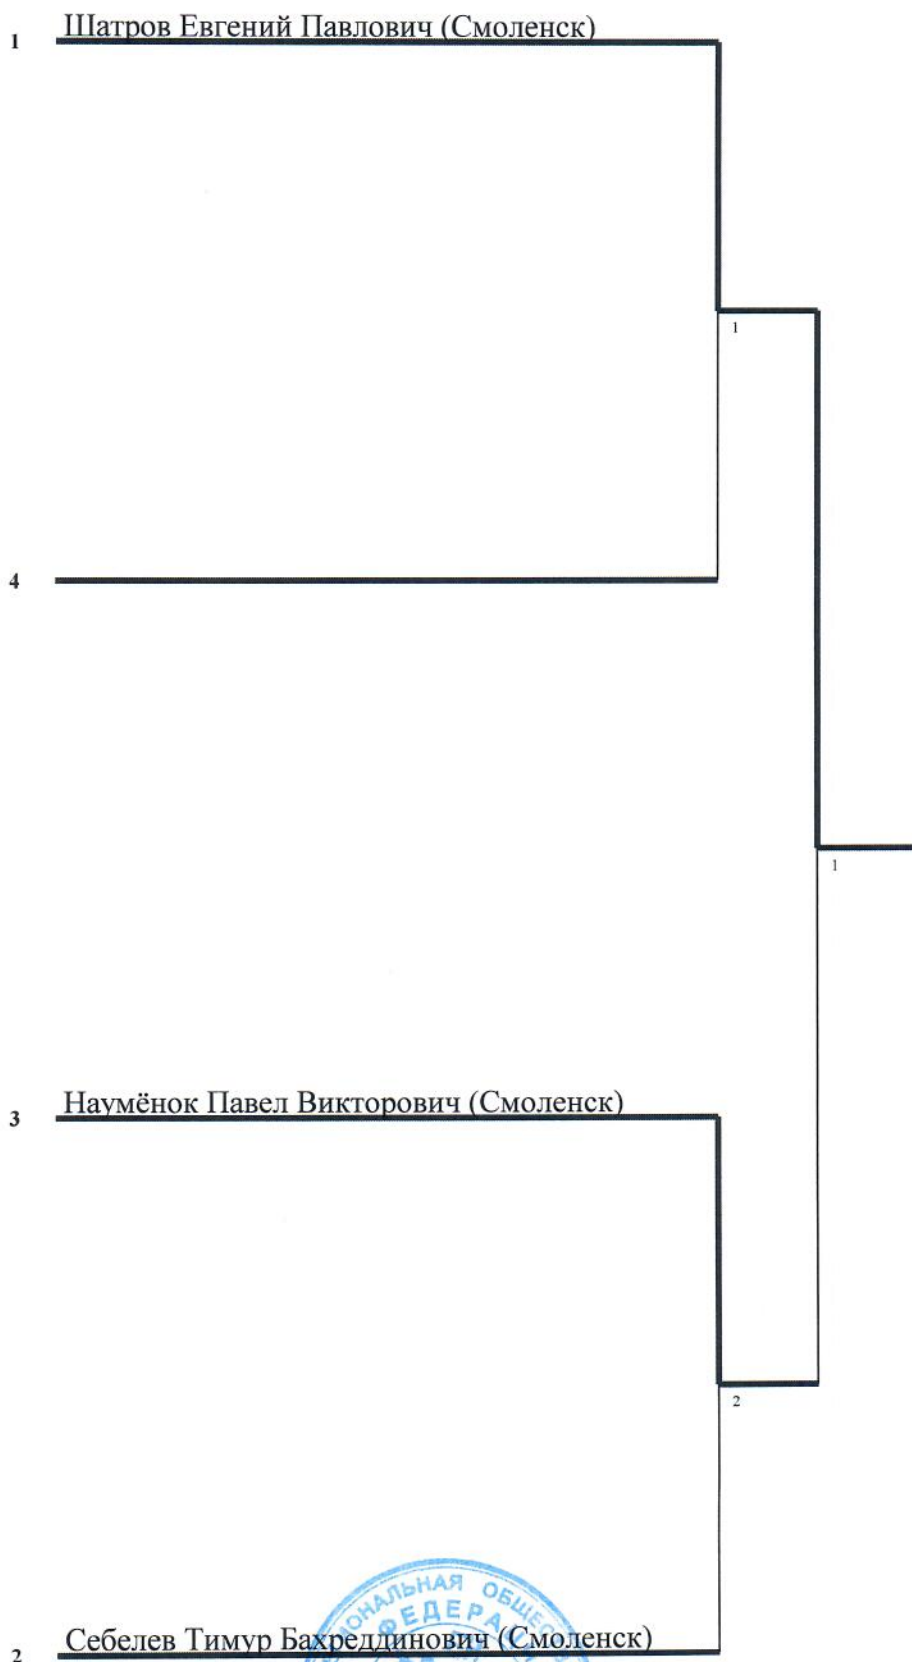 1 Шатров Евгений Павлович (Смоленск)
1
4
1
3 Наумёнок Павел Викторович (Смоленск)
2
ФЕДЕРА
2 Себелев Тимур Бахреддинович (Смоленск)